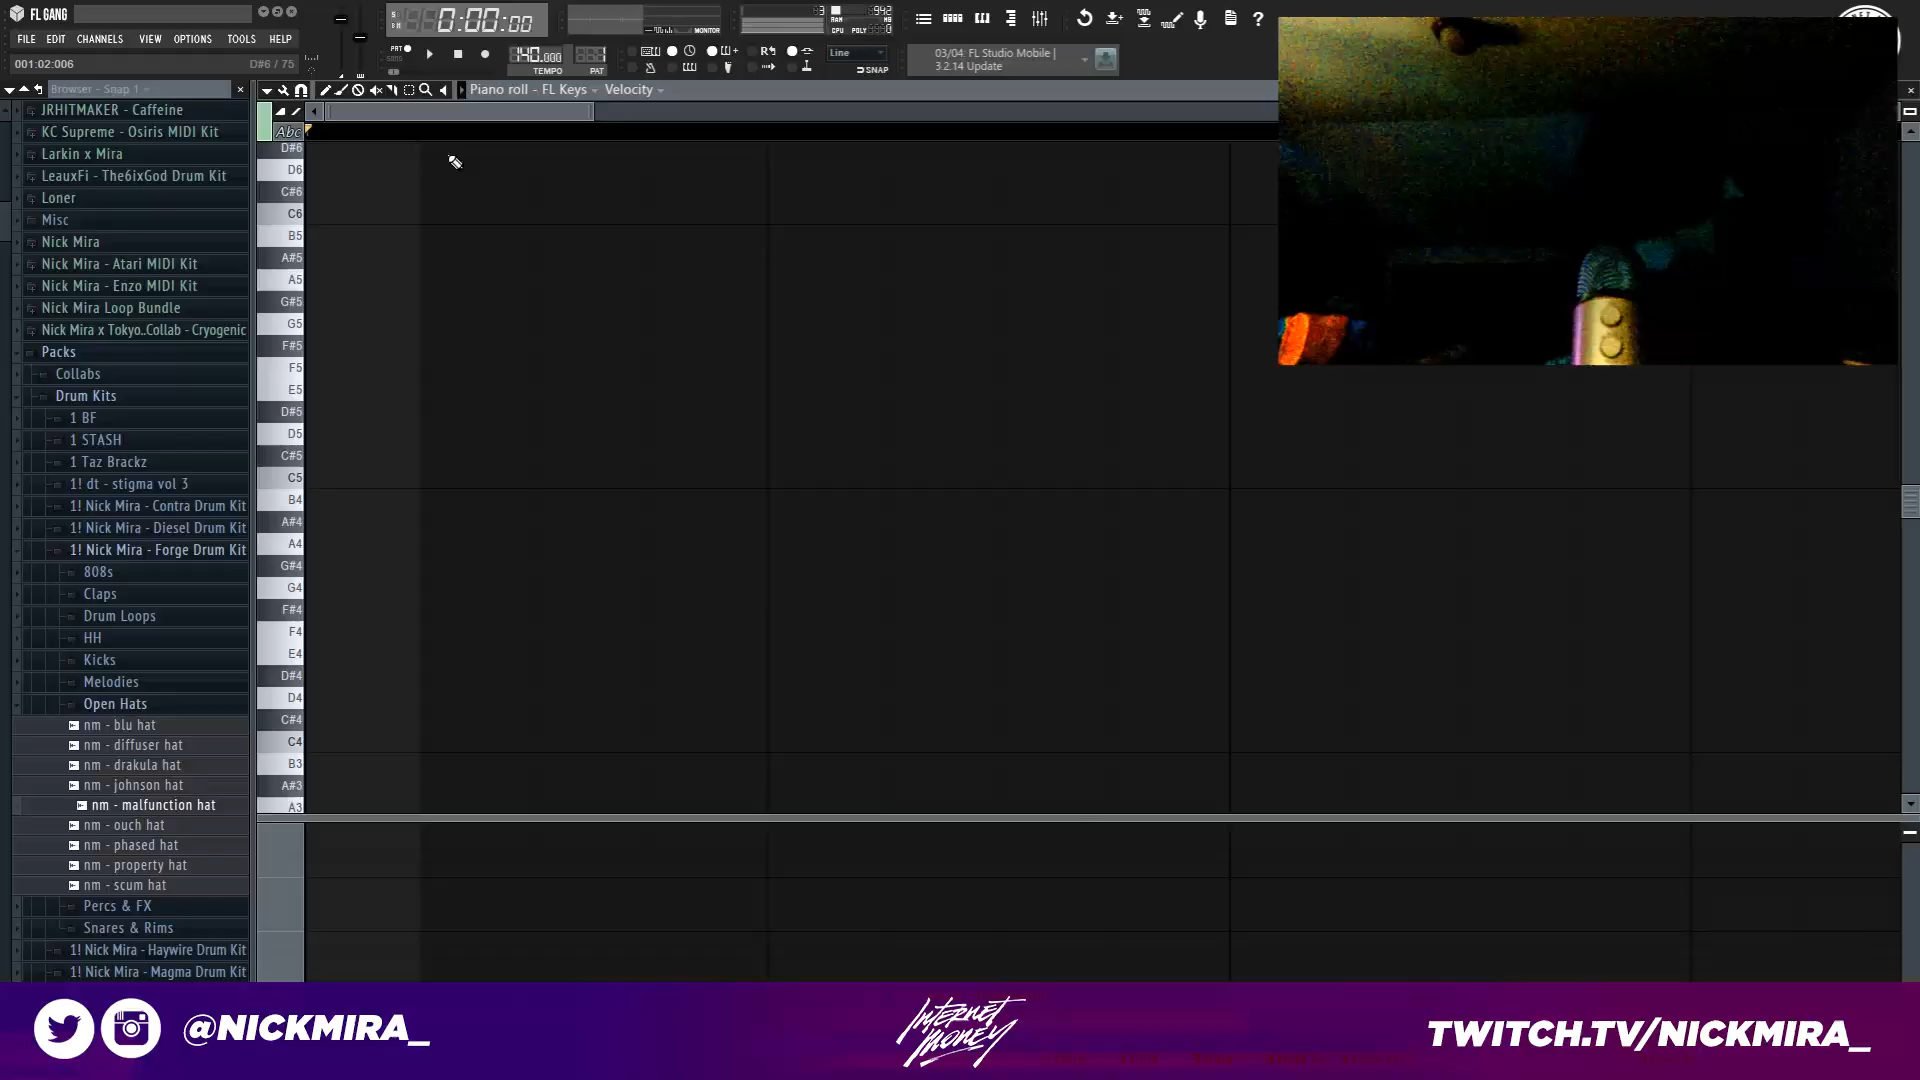 FL GANG
FILE EDIT CHANNELS VIEW OPTIONS TOOLS HELP
001:02:006 D#6 / 75
0:00:00
140.000
TEMPO
PAT
MONITOR
3
942
RAM
CPU POLY
Line
SNAP
03/04 FL Studio Mobile |
3.2.14 Update
Browser - Snap 1
Piano roll - FL Keys Velocity
Abc
JRHITMAKER - Caffeine
KC Supreme - Osiris MIDI Kit
Larkin x Mira
LeauxFi - The6ixGod Drum Kit
Loner
Misc
Nick Mira
Nick Mira - Atari MIDI Kit
Nick Mira - Enzo MIDI Kit
Nick Mira Loop Bundle
Nick Mira x Tokyo..Collab - Cryogenic
Packs
Collabs
Drum Kits
1 BF
1 STASH
1 Taz Brackz
1! dt - stigma vol 3
1! Nick Mira - Contra Drum Kit
1! Nick Mira - Diesel Drum Kit
1! Nick Mira - Forge Drum Kit
808s
Claps
Drum Loops
HH
Kicks
Melodies
Open Hats
nm - blu hat
nm - diffuser hat
nm - drakula hat
nm - johnson hat
nm - malfunction hat
nm - ouch hat
nm - phased hat
nm - property hat
nm - scum hat
Percs & FX
Snares & Rims
1! Nick Mira - Haywire Drum Kit
1! Nick Mira - Magma Drum Kit
D#6
D6
C#6
C6
B5
A#5
A5
G#5
G5
F#5
F5
E5
D#5
D5
C#5
C5
B4
A#4
A4
G#4
G4
F#4
F4
E4
D#4
D4
C#4
C4
B3
A#3
A3
@NICKMIRA_
INTERNET
MONEY
TWITCH.TV/NICKMIRA_